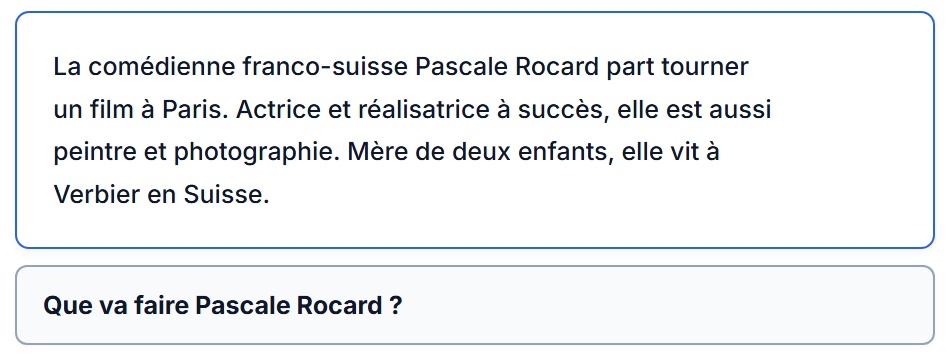 La comédienne franco-suisse Pascale Rocard part tourner
un film à Paris. Actrice et réalisatrice à succès, elle est aussi
peintre et photographie. Mère de deux enfants, elle vit à
Verbier en Suisse.
Que va faire Pascale Rocard ?